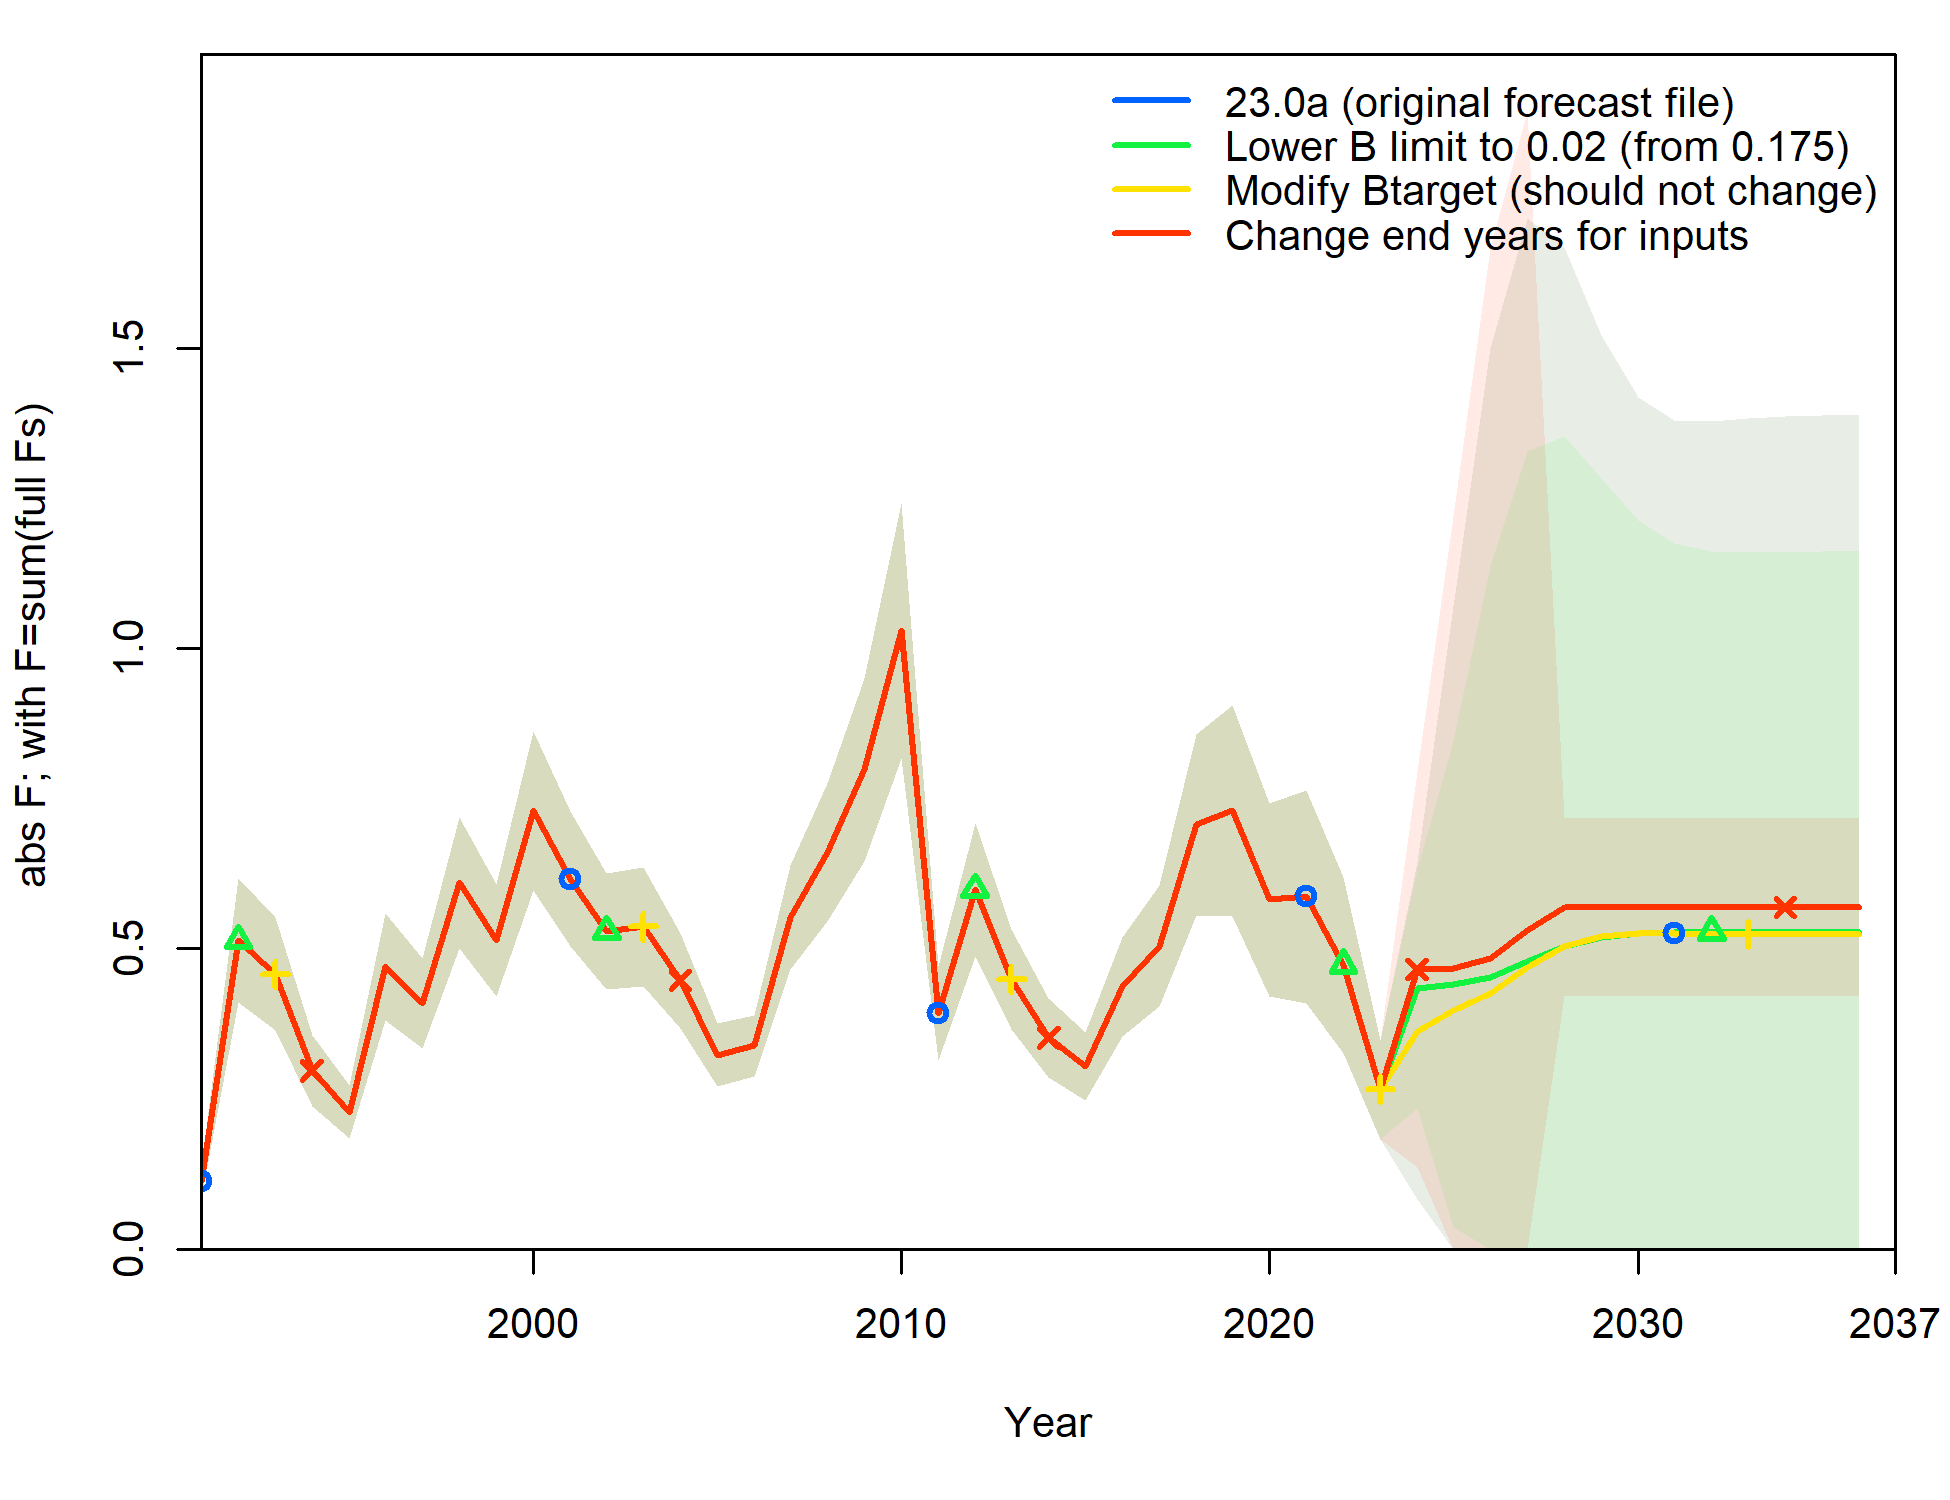 23.0a (original forecast file)
Lower B limit to 0.02 (from 0.175)
Modify Btarget (should not change)
Change end years for inputs
abs F; with F=sum(full Fs)
1.5
1.0
0.5
0.0
2000
2010
2020
2030
2037
Year